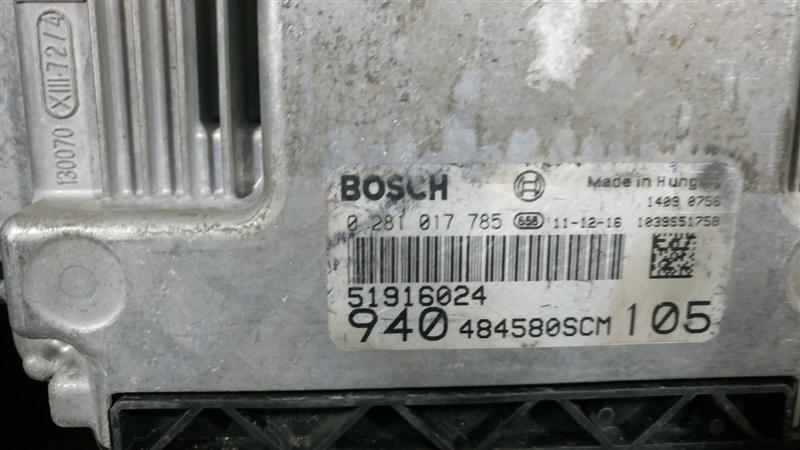 130070 XIII-72/4
BOSCH Made in
1409 0756
0 281 017 785 658 11-12-16 1039S51758
51916024
940 484580SCM 105